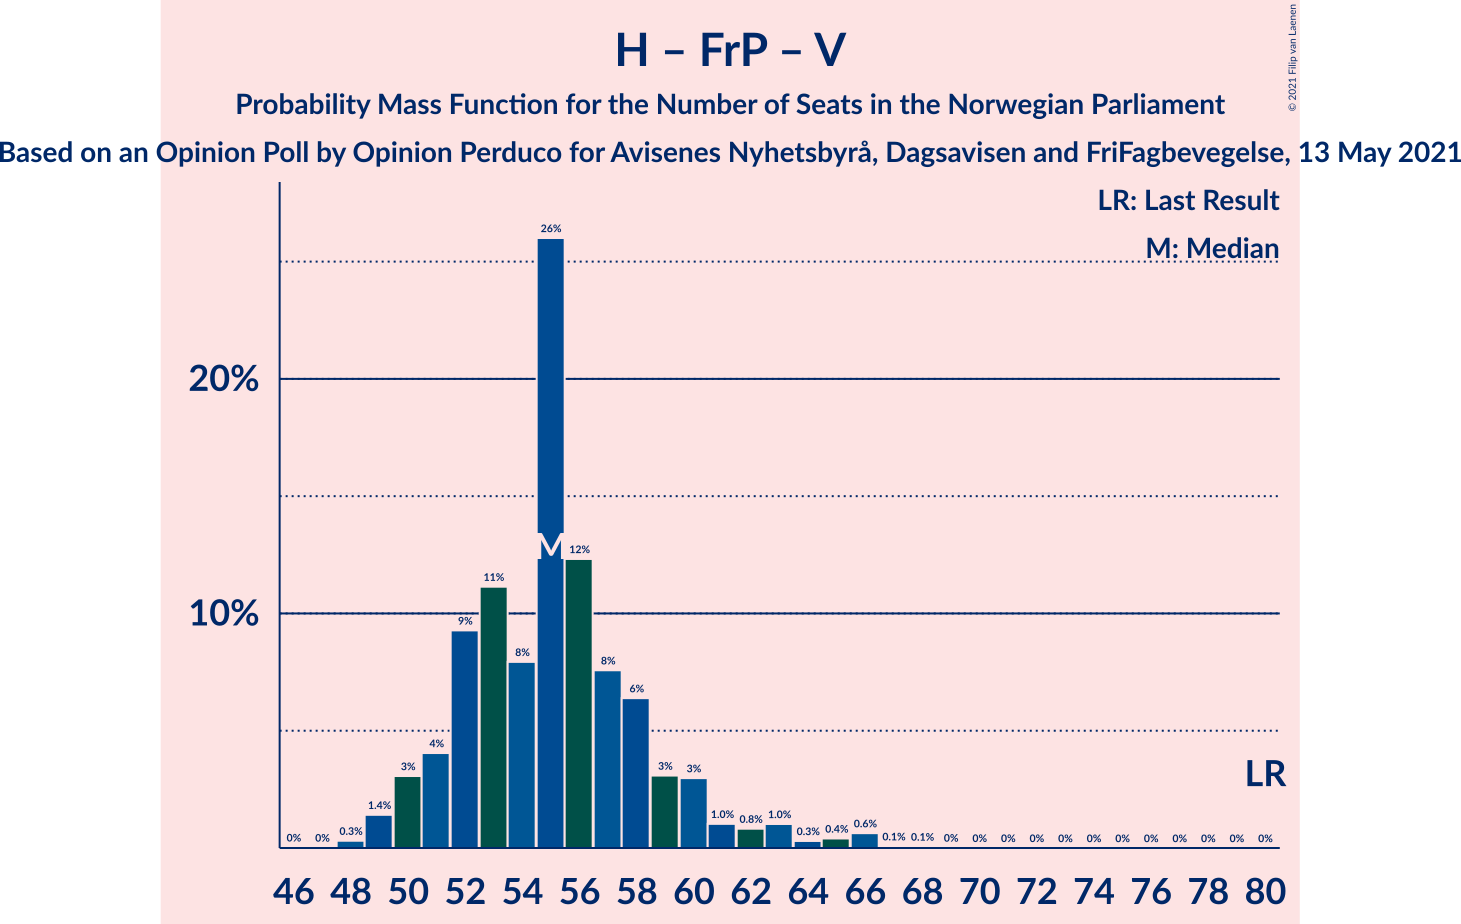 H – FrP – V
Probability Mass Function for the Number of Seats in the Norwegian Parliament
Based on an Opinion Poll by Opinion Perduco for Avisenes Nyhetsbyrå, Dagsavisen and FriFagbevegelse, 13 May 2021
© 2021 Filip van Laenen
LR: Last Result
M: Median
26%
20%
M
12%
11%
10%
9%
8%
8%
6%
4%
3%
3%
3%
LR
1.4%
1.0%
0.8%
1.0%
0% 0% 0.3% 0.3% 0.4% 0.6% 0.1% 0.1% 0% 0% 0% 0% 0% 0% 0% 0% 0% 0% 0% 0%
46 48 50 52 54 56 58 60 62 64 66 68 70 72 74 76 78 80